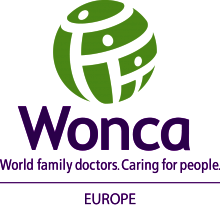 Wonca
World family doctors. Caring for people.
EUROPE